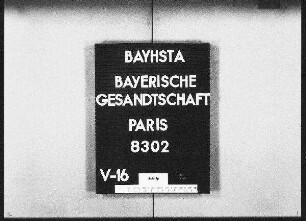 BAYHSTA
BAYERISCHE
GESANDTSCHAFT
PARIS
8302
V-16